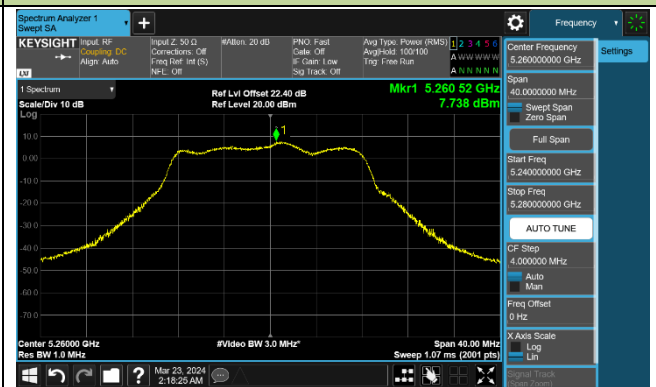 Spectrum Analyzer 1
Swept SA
+
Frequency
KEYSIGHT
Input: RF
Coupling: DC
Align: Auto
Input Z: 50 Ω
Corrections: Off
Freq Ref: Int (S)
NFE: Off
#Atten: 20 dB
PNO: Fast
Gate: Off
IF Gain: Low
Sig Track: Off
Avg Type: Power (RMS)
Avg|Hold: 100/100
Trig: Free Run
1 2 3 4 5 6
A W W W W W
A N N N N N
LXI
1 Spectrum
Scale/Div 10 dB
Log
Ref Lvl Offset 22.40 dB
Ref Level 20.00 dBm
Mkr1 5.260 52 GHz
7.738 dBm
1
10.0
0.00
-10.0
-20.0
-30.0
-40.0
-50.0
-60.0
-70.0
Center 5.26000 GHz
Res BW 1.0 MHz
#Video BW 3.0 MHz*
Span 40.00 MHz
Sweep 1.07 ms (2001 pts)
?
Mar 23, 2024
2:18:25 AM
Center Frequency
5.260000000 GHz
Span
40.0000000 MHz
Swept Span
Zero Span
Full Span
Start Freq
5.240000000 GHz
Stop Freq
5.280000000 GHz
AUTO TUNE
CF Step
4.000000 MHz
Auto
Man
Freq Offset
0 Hz
X Axis Scale
Log
Lin
Signal Track
(Span Zoom)
Settings